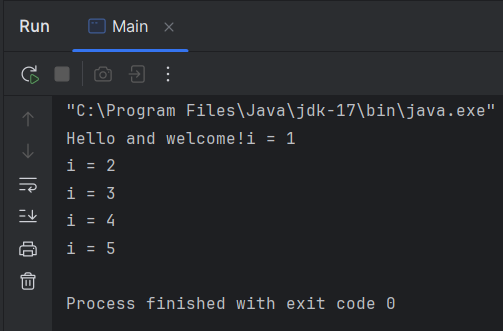 Run Main
"C:\Program Files\Java\jdk-17\bin\java.exe"
Hello and welcome!i = 1
i = 2
i = 3
i = 4
i = 5
Process finished with exit code 0